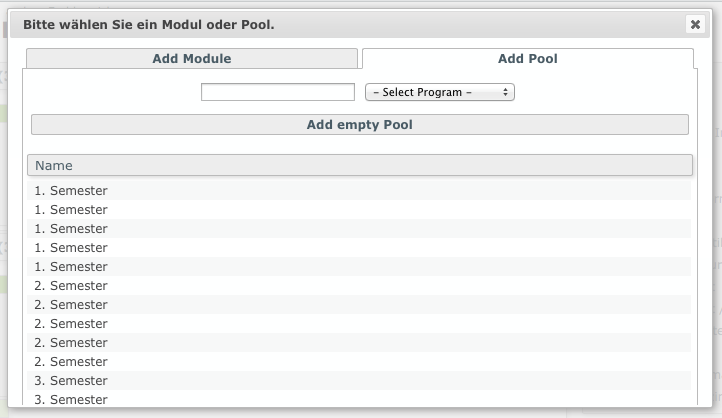 Bitte wählen Sie ein Modul oder Pool.
Add Module
Add Pool
– Select Program –
Add empty Pool
Name
1. Semester
1. Semester
1. Semester
1. Semester
1. Semester
2. Semester
2. Semester
2. Semester
2. Semester
2. Semester
3. Semester
3. Semester